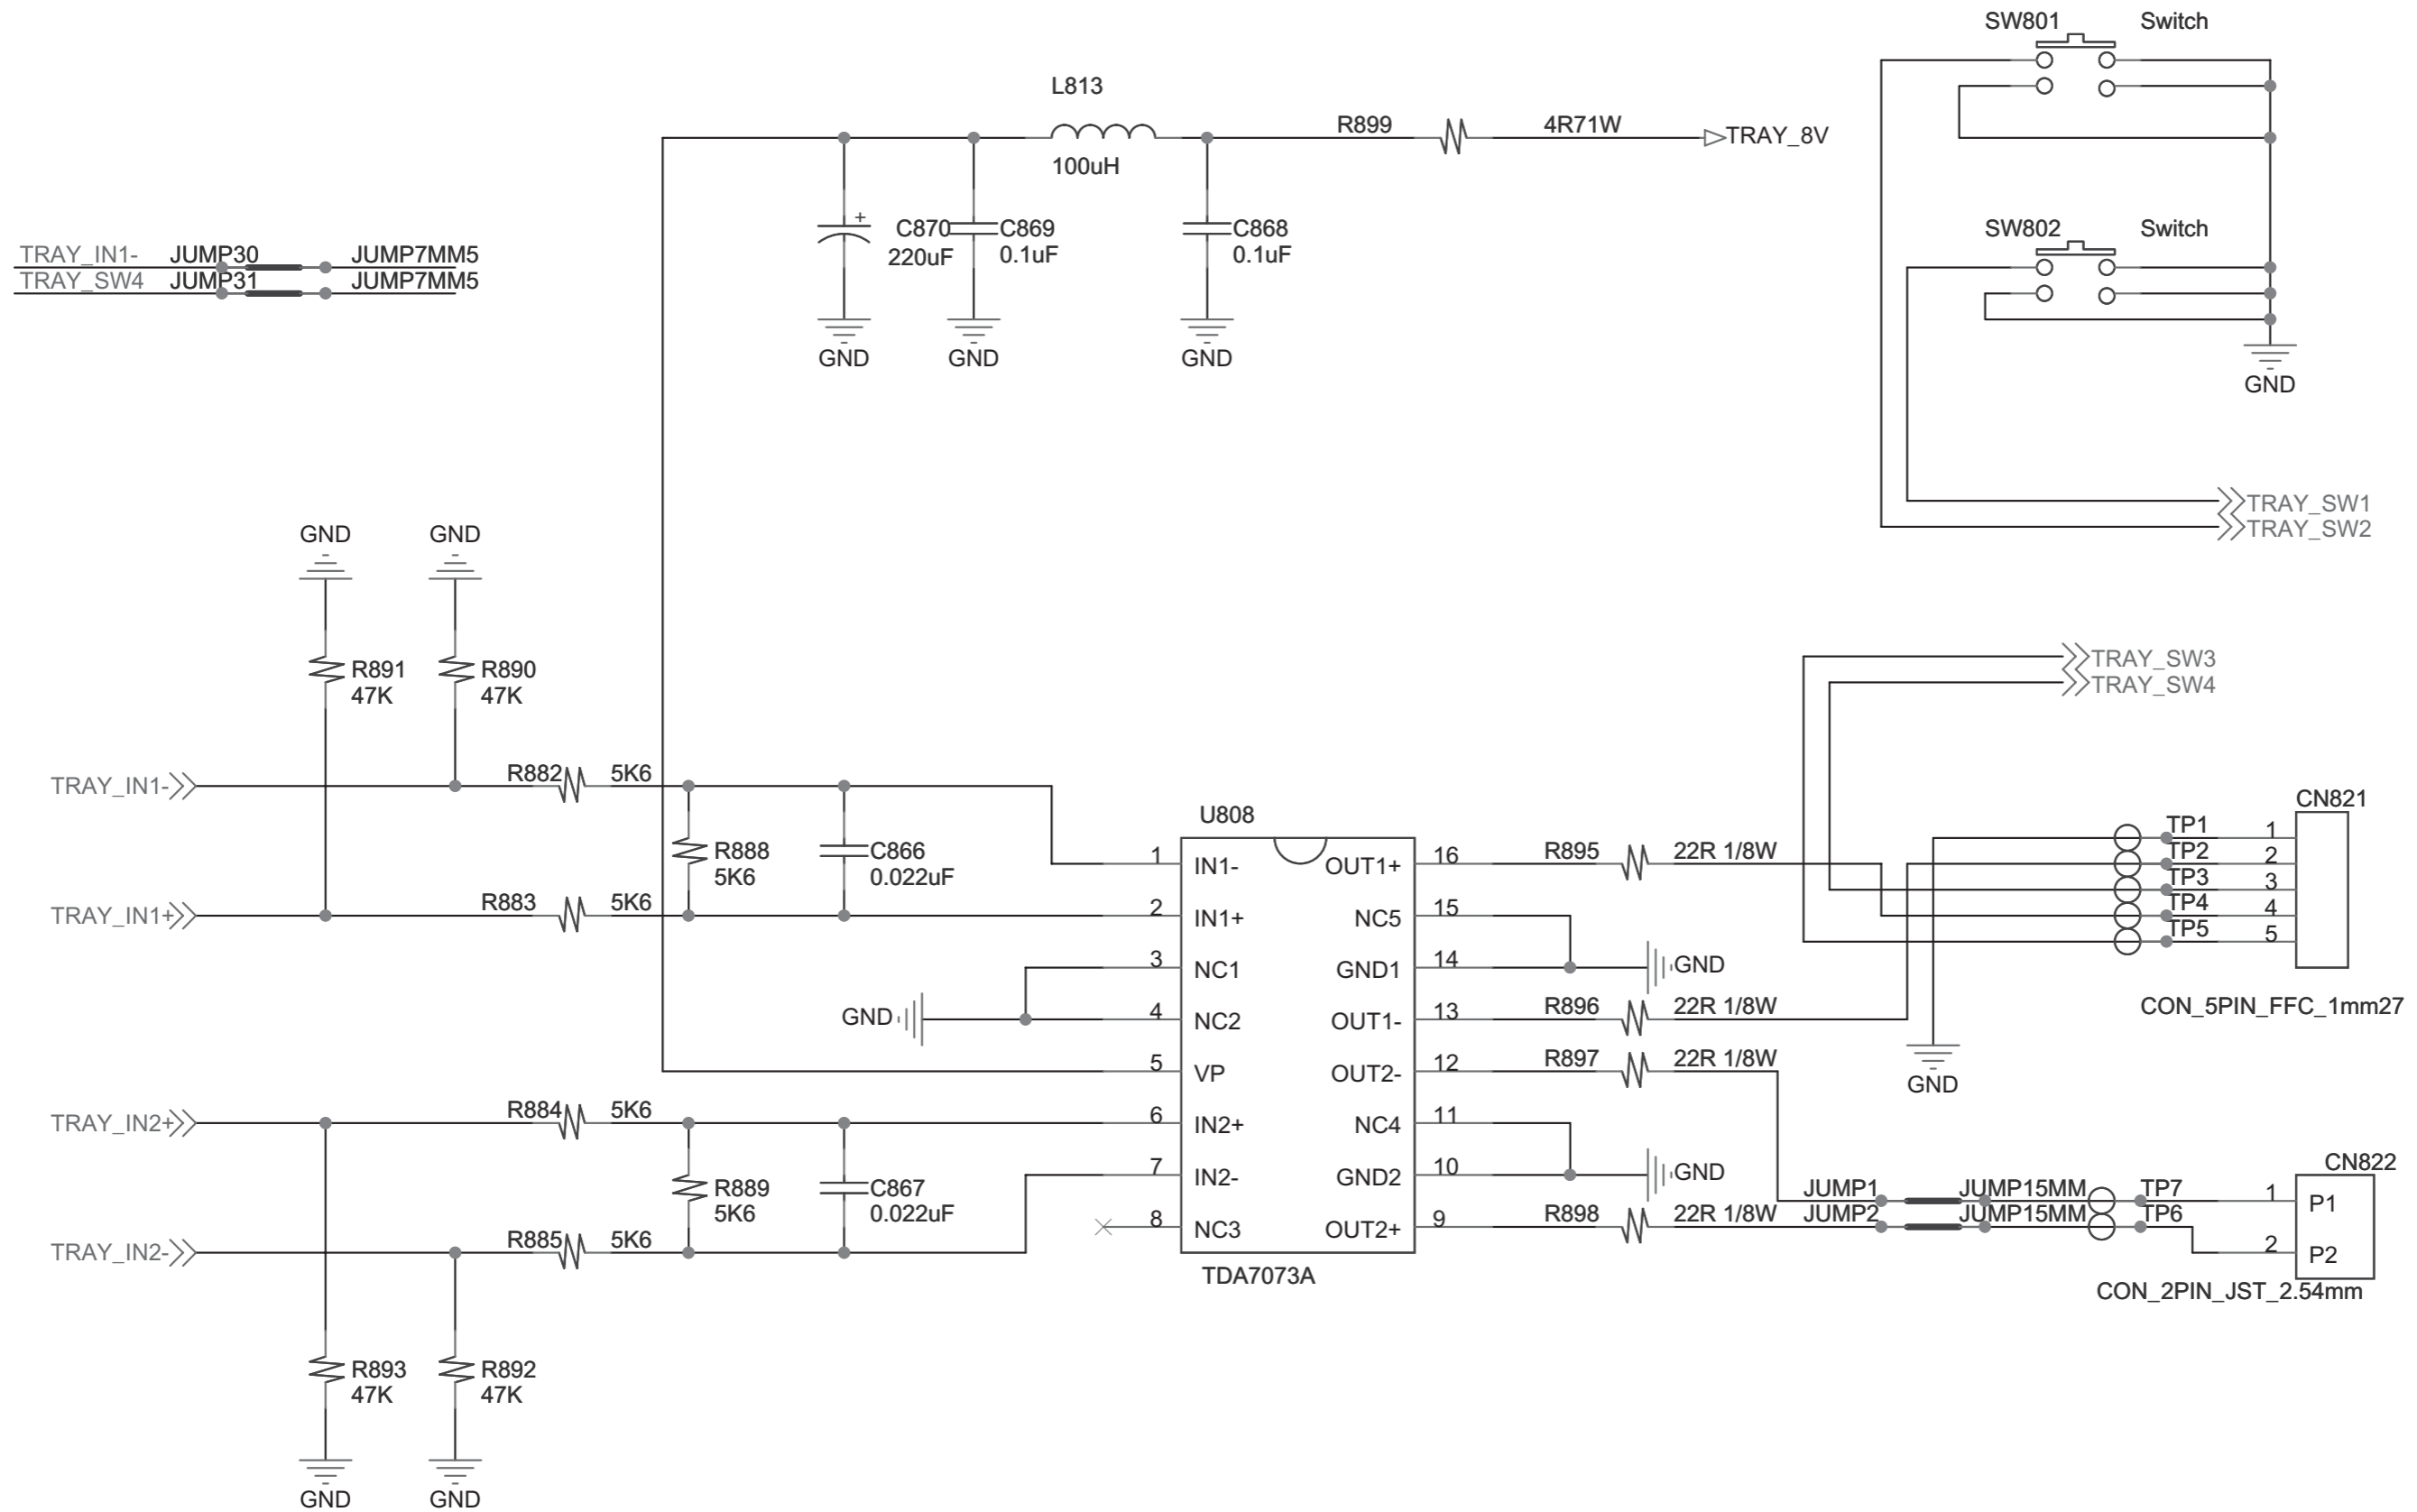 SW801 Switch
L813
R899 4R71W TRAY_8V
100uH
C870 C869 C868
220uF 0.1uF 0.1uF
+
SW802 Switch
TRAY_IN1- JUMP30 JUMP7MM5
TRAY_SW4 JUMP31 JUMP7MM5
GND GND GND
GND
TRAY_SW1
TRAY_SW2
GND GND
R891 R890
47K 47K
TRAY_SW3
TRAY_SW4
TRAY_IN1- R882 5K6
U808
CN821
R888 C866
5K6 0.022uF
TRAY_IN1+ R883 5K6
1 IN1- OUT1+ 16 R895 22R 1/8W
2 IN1+ NC5 15
3 NC1 GND1 14 GND
GND 4 NC2 OUT1- 13 R896 22R 1/8W
5 VP OUT2- 12 R897 22R 1/8W
6 IN2+ NC4 11
7 IN2- GND2 10 GND
8 NC3 OUT2+ 9 R898 22R 1/8W
TDA7073A
TP1 1
TP2 2
TP3 3
TP4 4
TP5 5
CON_5PIN_FFC_1mm27
GND
TRAY_IN2+ R884 5K6
R889 C867
5K6 0.022uF
TRAY_IN2- R885 5K6
CN822
JUMP1 JUMP15MM TP7 1 P1
JUMP2 JUMP15MM TP6
2 P2
CON_2PIN_JST_2.54mm
R893 R892
47K 47K
GND GND